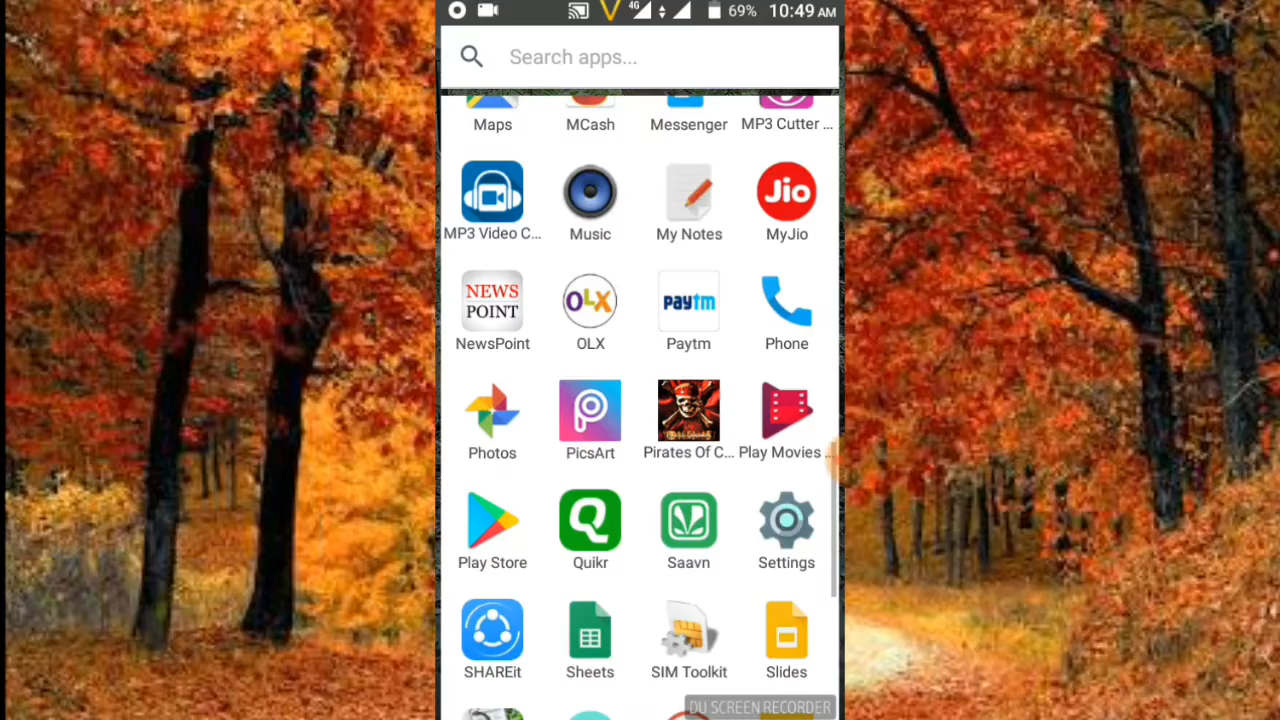 4G 69% 10:49 AM
Search apps...
Maps MCash Messenger MP3 Cutter ...
MP3 Video C... Music My Notes MyJio
Jio
NEWS POINT
OLX
paytm
NewsPoint OLX Paytm Phone
Photos PicsArt Pirates Of C... Play Movies ...
Play Store Quikr Saavn Settings
SHAREit Sheets SIM Toolkit Slides
DU SCREEN RECORDER